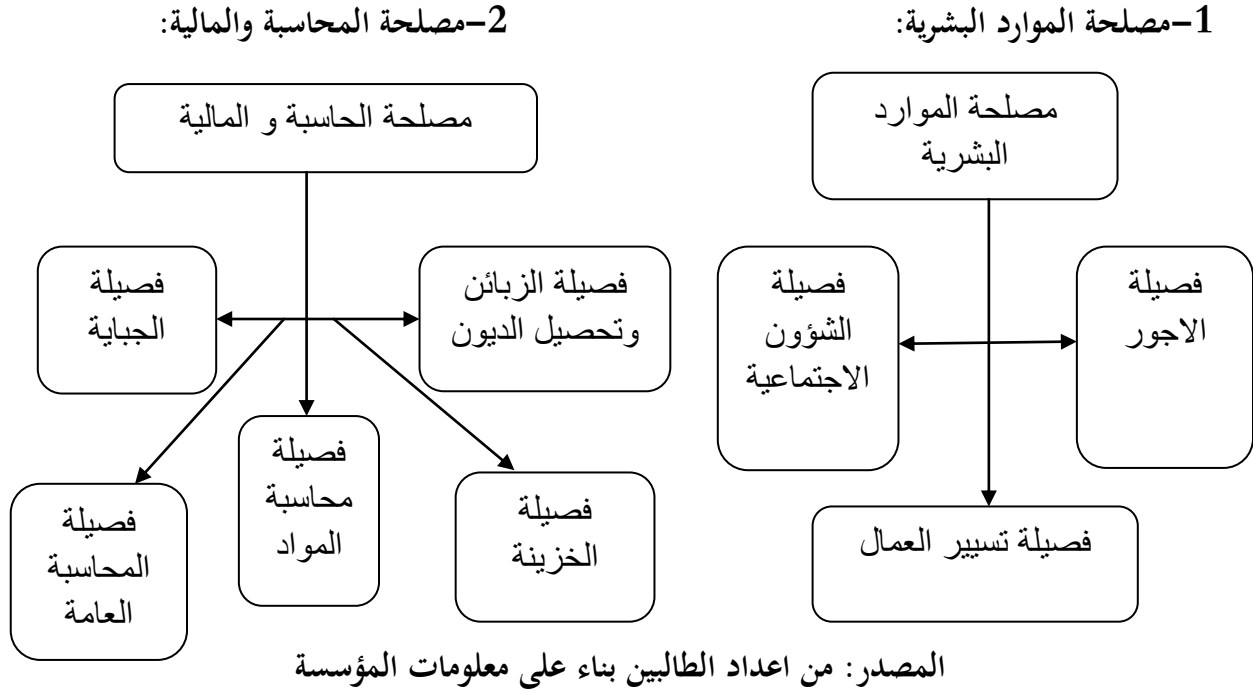 1–مصلحة الموارد البشرية:
مصلحة الموارد
البشرية
فصيلة
الاجور
فصيلة
الشؤون
الاجتماعية
فصيلة تسيير العمال
2–مصلحة المحاسبة والمالية:
مصلحة الحاسبة و المالية
فصيلة الزبائن
وتحصيل الديون
فصيلة
الجباية
فصيلة
الخزينة
فصيلة
محاسبة
المواد
فصيلة
المحاسبة
العامة
المصدر: من اعداد الطالبين بناء على معلومات المؤسسة